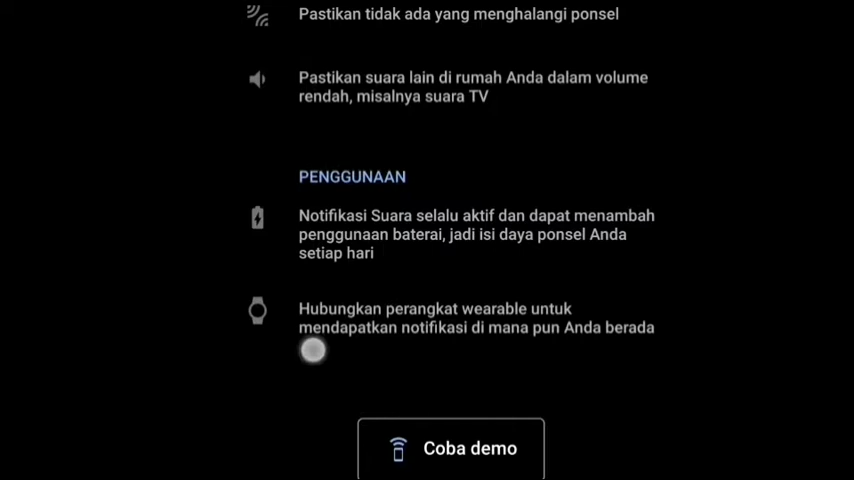 Pastikan tidak ada yang menghalangi ponsel
Pastikan suara lain di rumah Anda dalam volume
rendah, misalnya suara TV
PENGGUNAAN
Notifikasi Suara selalu aktif dan dapat menambah
penggunaan baterai, jadi isi daya ponsel Anda
setiap hari
Hubungkan perangkat wearable untuk
mendapatkan notifikasi di mana pun Anda berada
Coba demo